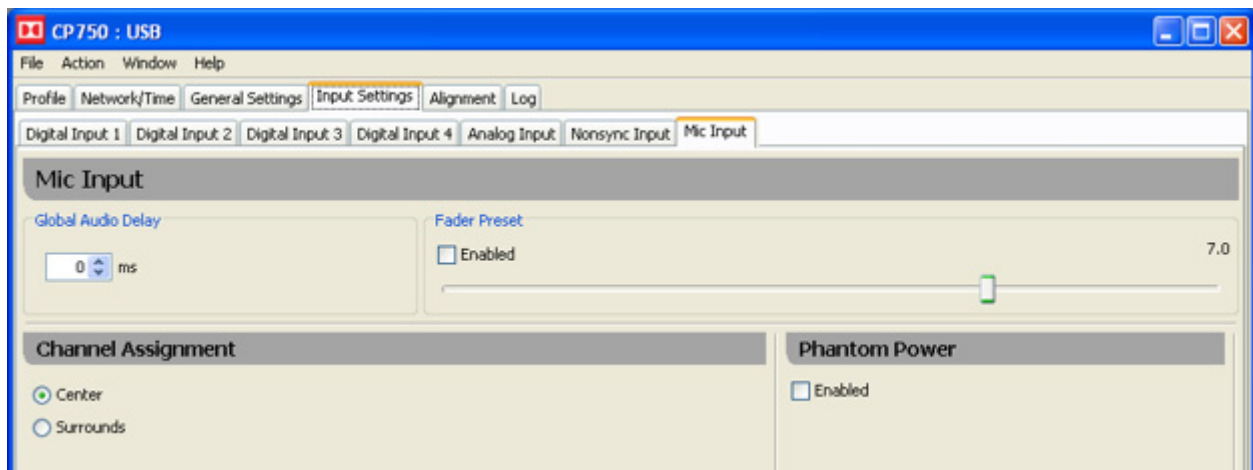 CP750 : USB
File Action Window Help
Profile Network/Time General Settings Input Settings Alignment Log
Digital Input 1 Digital Input 2 Digital Input 3 Digital Input 4 Analog Input Nonsync Input Mic Input
Mic Input
Global Audio Delay
0 ms
Fader Preset
Enabled
7.0
Channel Assignment
Center
Surrounds
Phantom Power
Enabled